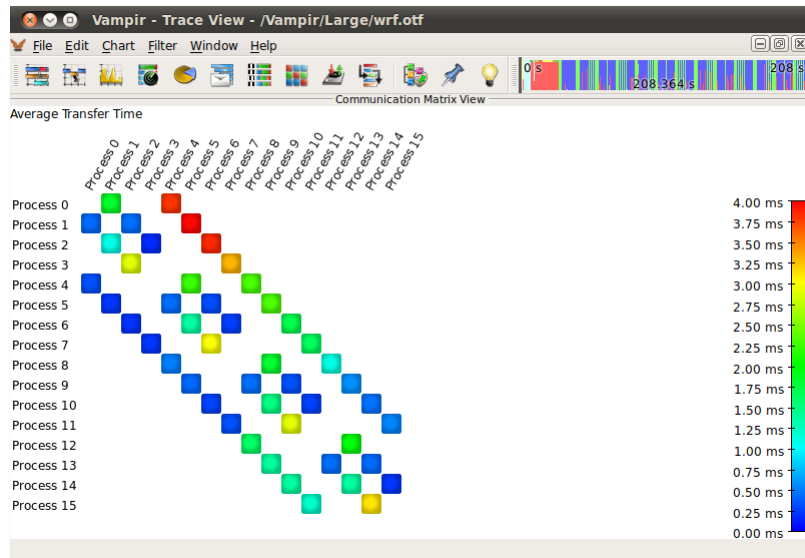 Vampir - Trace View - /Vampir/Large/wrf.otf
File Edit Chart Filter Window Help
0 s 208 s
208.364 s
Communication Matrix View
Average Transfer Time
Process 0 Process 1 Process 2 Process 3 Process 4 Process 5 Process 6 Process 7 Process 8 Process 9 Process 10 Process 11 Process 12 Process 13 Process 14 Process 15
Process 0
Process 1
Process 2
Process 3
Process 4
Process 5
Process 6
Process 7
Process 8
Process 9
Process 10
Process 11
Process 12
Process 13
Process 14
Process 15
4.00 ms
3.75 ms
3.50 ms
3.25 ms
3.00 ms
2.75 ms
2.50 ms
2.25 ms
2.00 ms
1.75 ms
1.50 ms
1.25 ms
1.00 ms
0.75 ms
0.50 ms
0.25 ms
0.00 ms